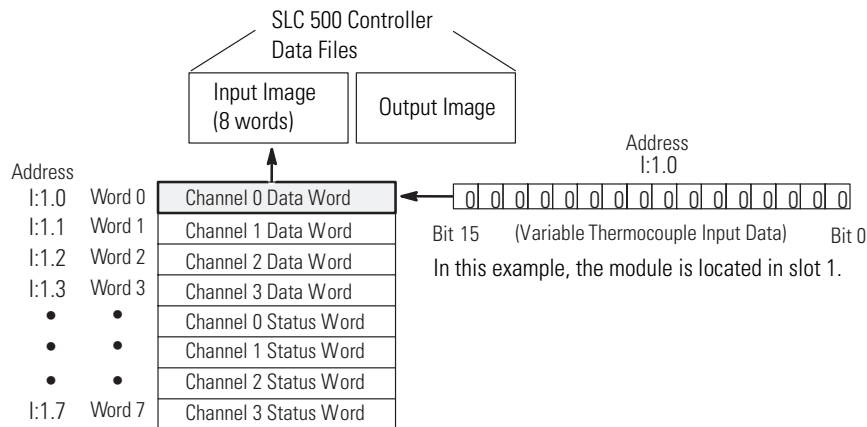 SLC 500 Controller
Data Files
Input Image
(8 words)
Output Image
Address
I:1.0
Address
I:1.0 Word 0 Channel 0 Data Word
0 0 0 0 0 0 0 0 0 0 0 0 0 0 0 0
I:1.1 Word 1 Channel 1 Data Word
Bit 15 (Variable Thermocouple Input Data) Bit 0
I:1.2 Word 2 Channel 2 Data Word
In this example, the module is located in slot 1.
I:1.3 Word 3 Channel 3 Data Word
• • Channel 0 Status Word
• • Channel 1 Status Word
• • Channel 2 Status Word
I:1.7 Word 7 Channel 3 Status Word